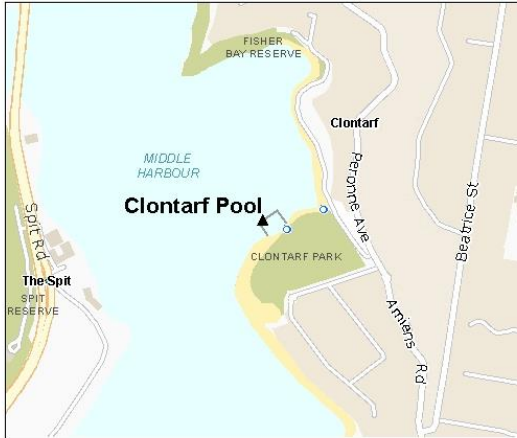 FISHER
BAY RESERVE
Clontarf
MIDDLE
HARBOUR
Peronne Ave
Beatrice St.
Clontarf Pool
Spit Rd
CLONTARF PARK
The Spit
SPIT
RESERVE
Amiens Rd